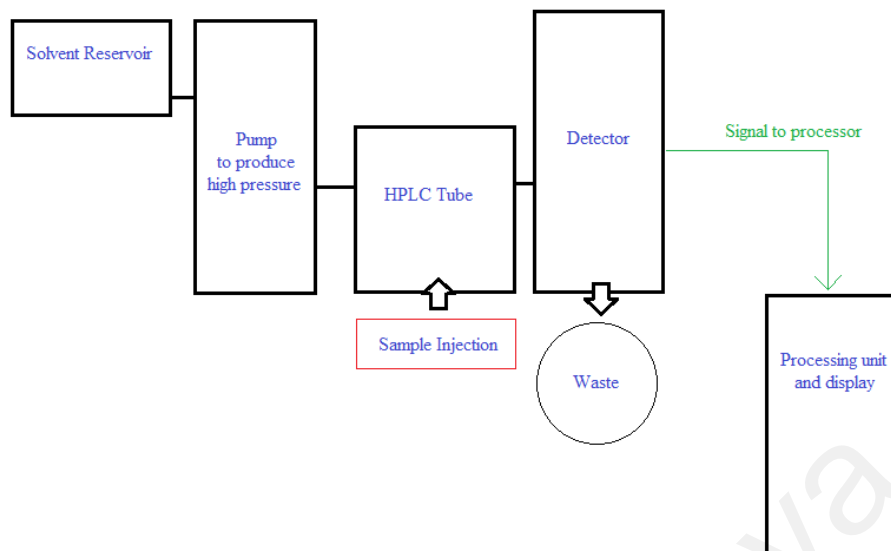 Solvent Reservoir
Pump
to produce
high pressure
HPLC Tube
Sample Injection
Detector
Waste
Signal to processor
Processing unit
and display